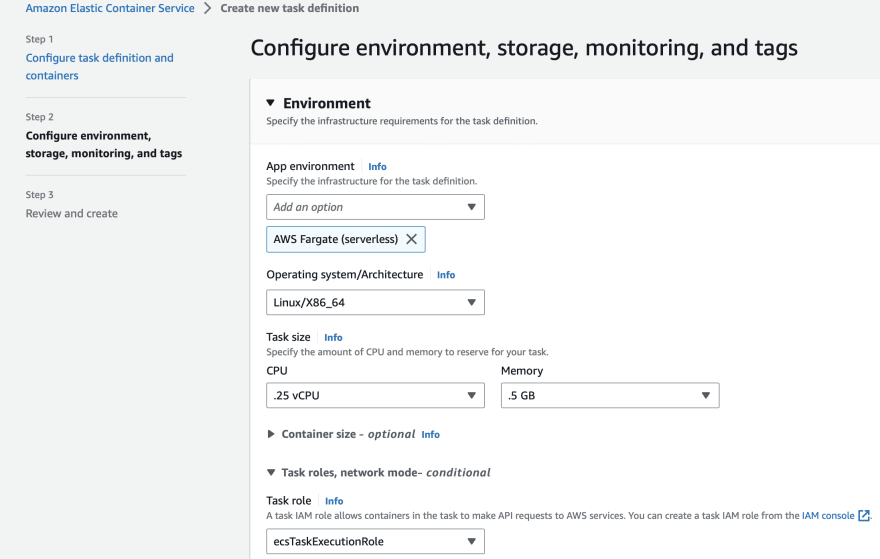 Amazon Elastic Container Service > Create new task definition
Step 1
Configure task definition and
containers
Step 2
Configure environment,
storage, monitoring, and tags
Step 3
Review and create
Configure environment, storage, monitoring, and tags
Environment
Specify the infrastructure requirements for the task definition.
App environment Info
Specify the infrastructure for the task definition.
Add an option
AWS Fargate (serverless)
Operating system/Architecture Info
Linux/X86_64
Task size Info
Specify the amount of CPU and memory to reserve for your task.
CPU Memory
.25 vCPU .5 GB
Container size - optional Info
Task roles, network mode- conditional
Task role Info
A task IAM role allows containers in the task to make API requests to AWS services. You can create a task IAM role from the IAM console.
ecsTaskExecutionRole